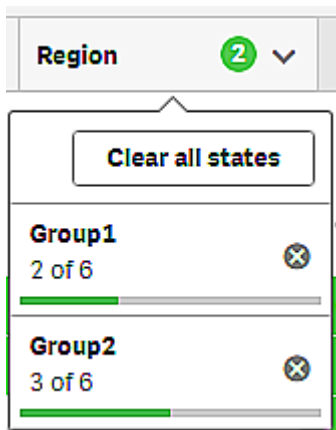 Region 2
Clear all states
Group1
2 of 6
Group2
3 of 6